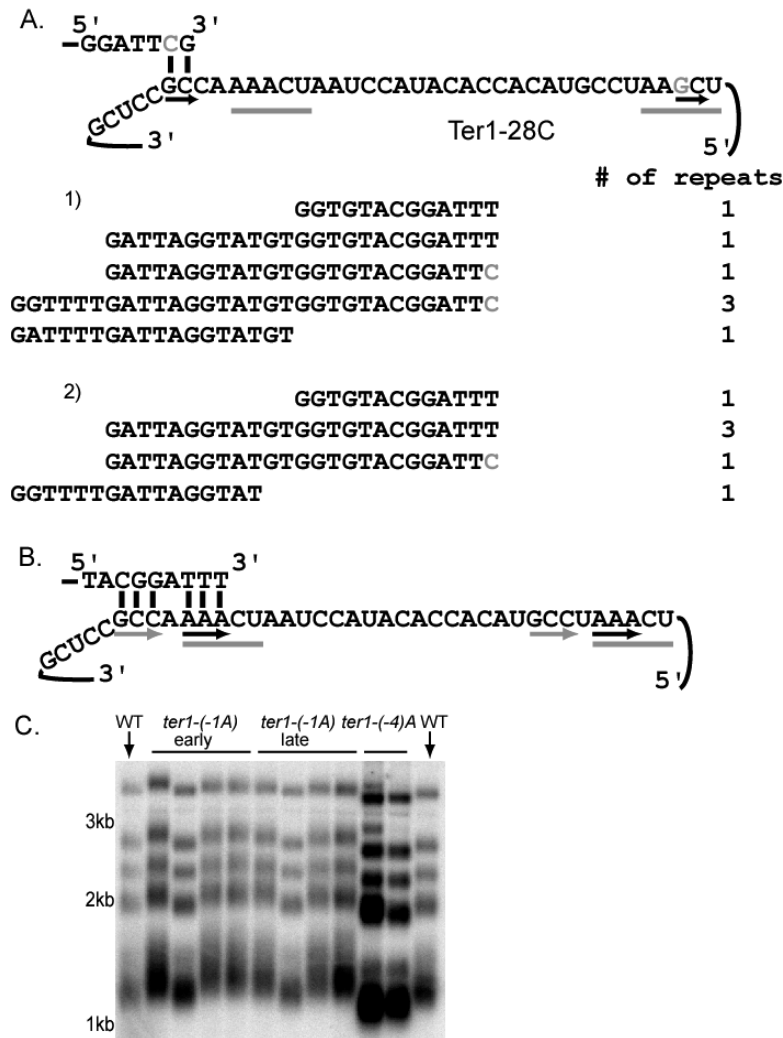 A.
5' 3'
–GGATTCG
GCUCCGCCAAAACUAAUCCAUACACCACAUGCCUAAGCU
3' Ter1-28C 5'
# of repeats
1)
GGTGTACGGATTT 1
GATTAGGTATGTGGTGTACGGATTT 1
GATTAGGTATGTGGTGTACGGATTC 1
GGTTTTGATTAGGTATGTGGTGTACGGATTC 3
GATTTTGATTAGGTATGT 1
2)
GGTGTACGGATTT 1
GATTAGGTATGTGGTGTACGGATTT 3
GATTAGGTATGTGGTGTACGGATTC 1
GGTTTTGATTAGGTAT 1
B.
5' 3'
–TACGGATTT
GCUCCGCCAAAAACUAAUCCAUACACCACAUGCCUAAACU
3' 5'
C.
WT ter1-(-1A) early ter1-(-1A) late ter1-(-4)A WT
3kb
2kb
1kb